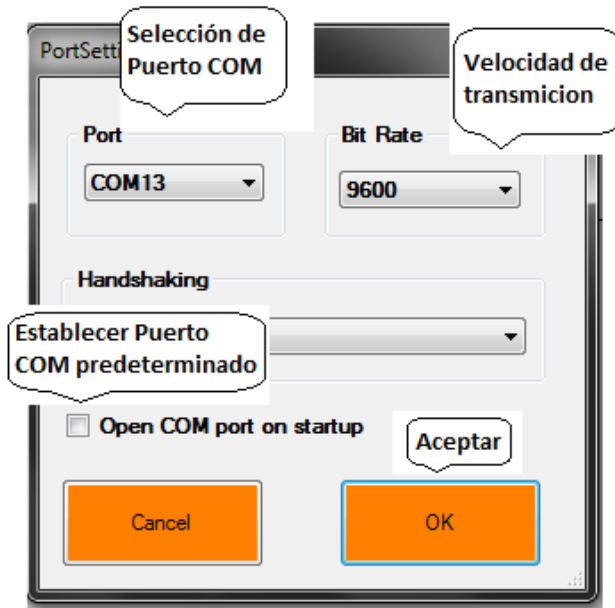 PortSetti
Selección de
Puerto COM
Velocidad de
transmicion
Port
Bit Rate
COM13
9600
Handshaking
Establecer Puerto
COM predeterminado
Open COM port on startup
Aceptar
Cancel
OK